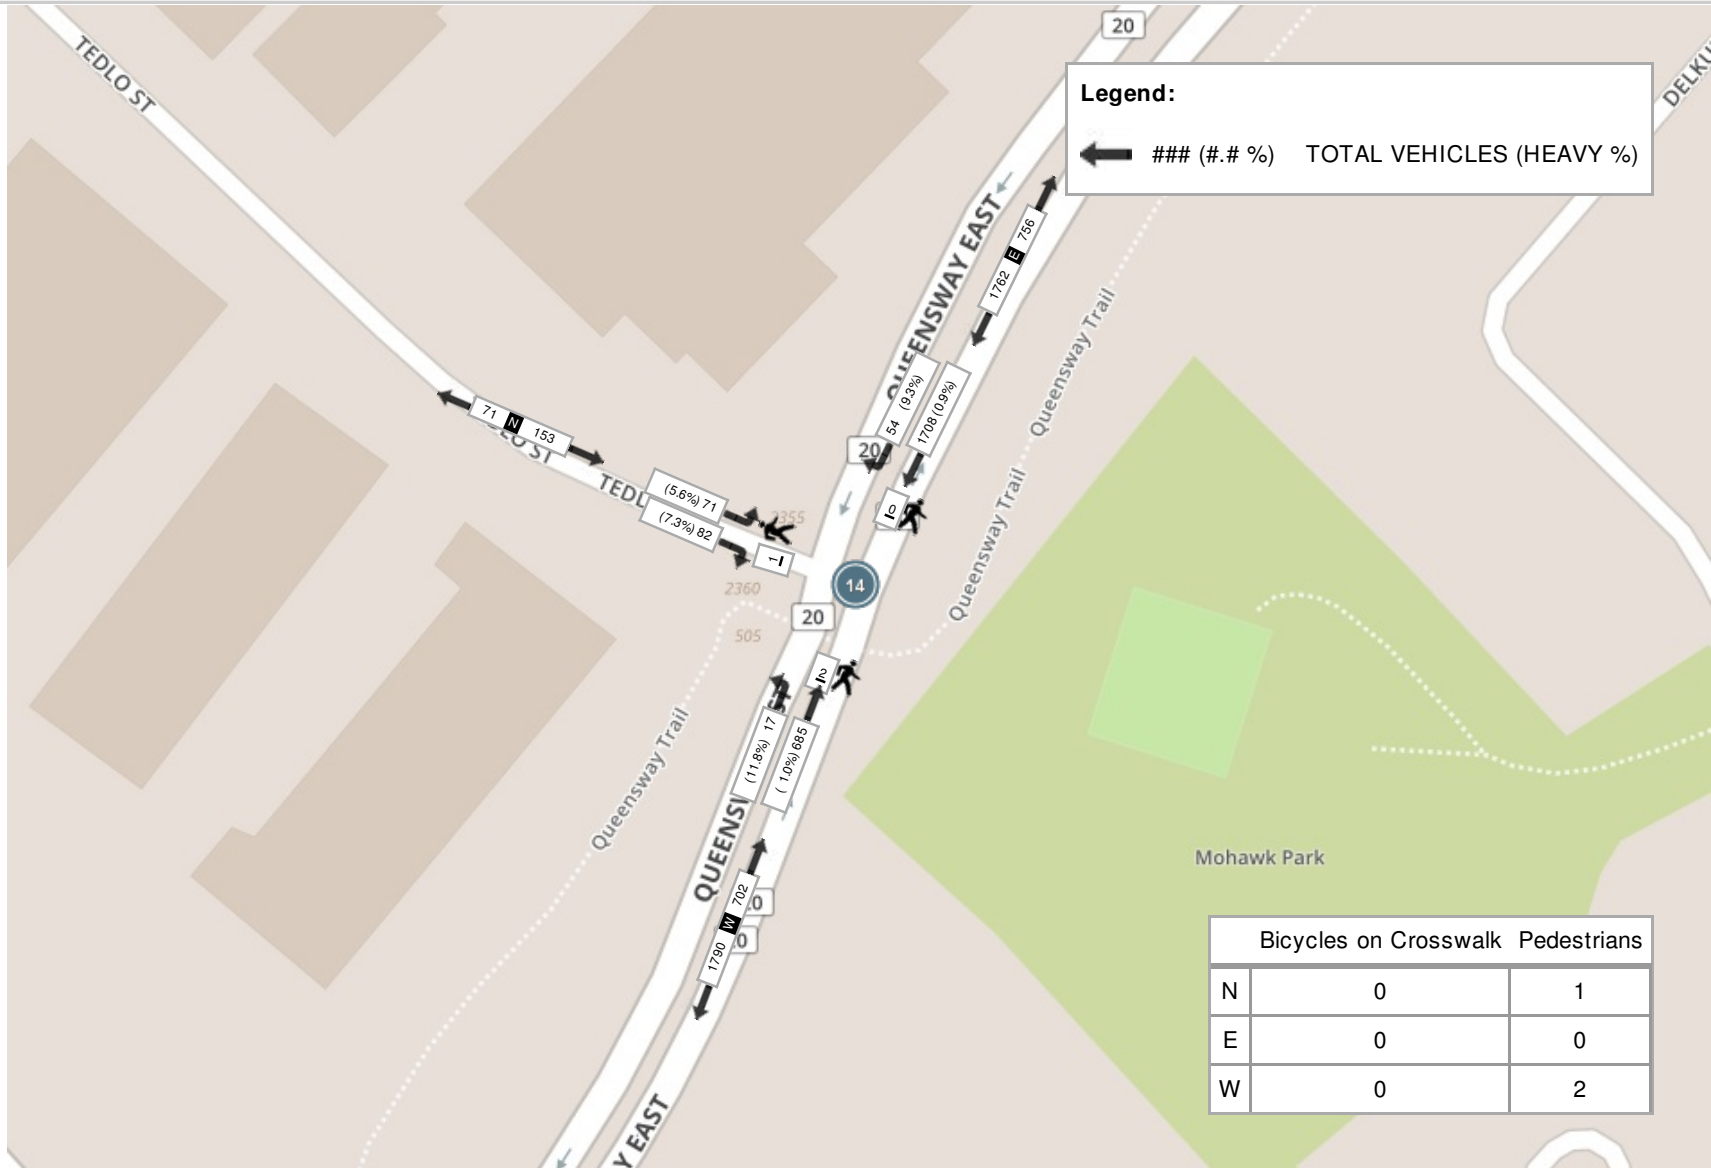 20
TEDLO ST
DELKU
Legend:
### (#.# %) TOTAL VEHICLES (HEAVY %)
QUEENSWAY EAST
756
E
1762
Queensway Trail
54 (9.3%)
1708 (0.9%)
71 N 153
20
TEDL
(5.6%) 71
(7.3%) 82
2355
0
1
Queensway Trail
14
2360
20
505
2
17
(11.8%)
( 1.0%) 685
Queensway Trail
QUEENSW
702
W
1790
Mohawk Park
Bicycles on Crosswalk Pedestrians
N 0 1
E 0 0
W 0 2
Y EAST